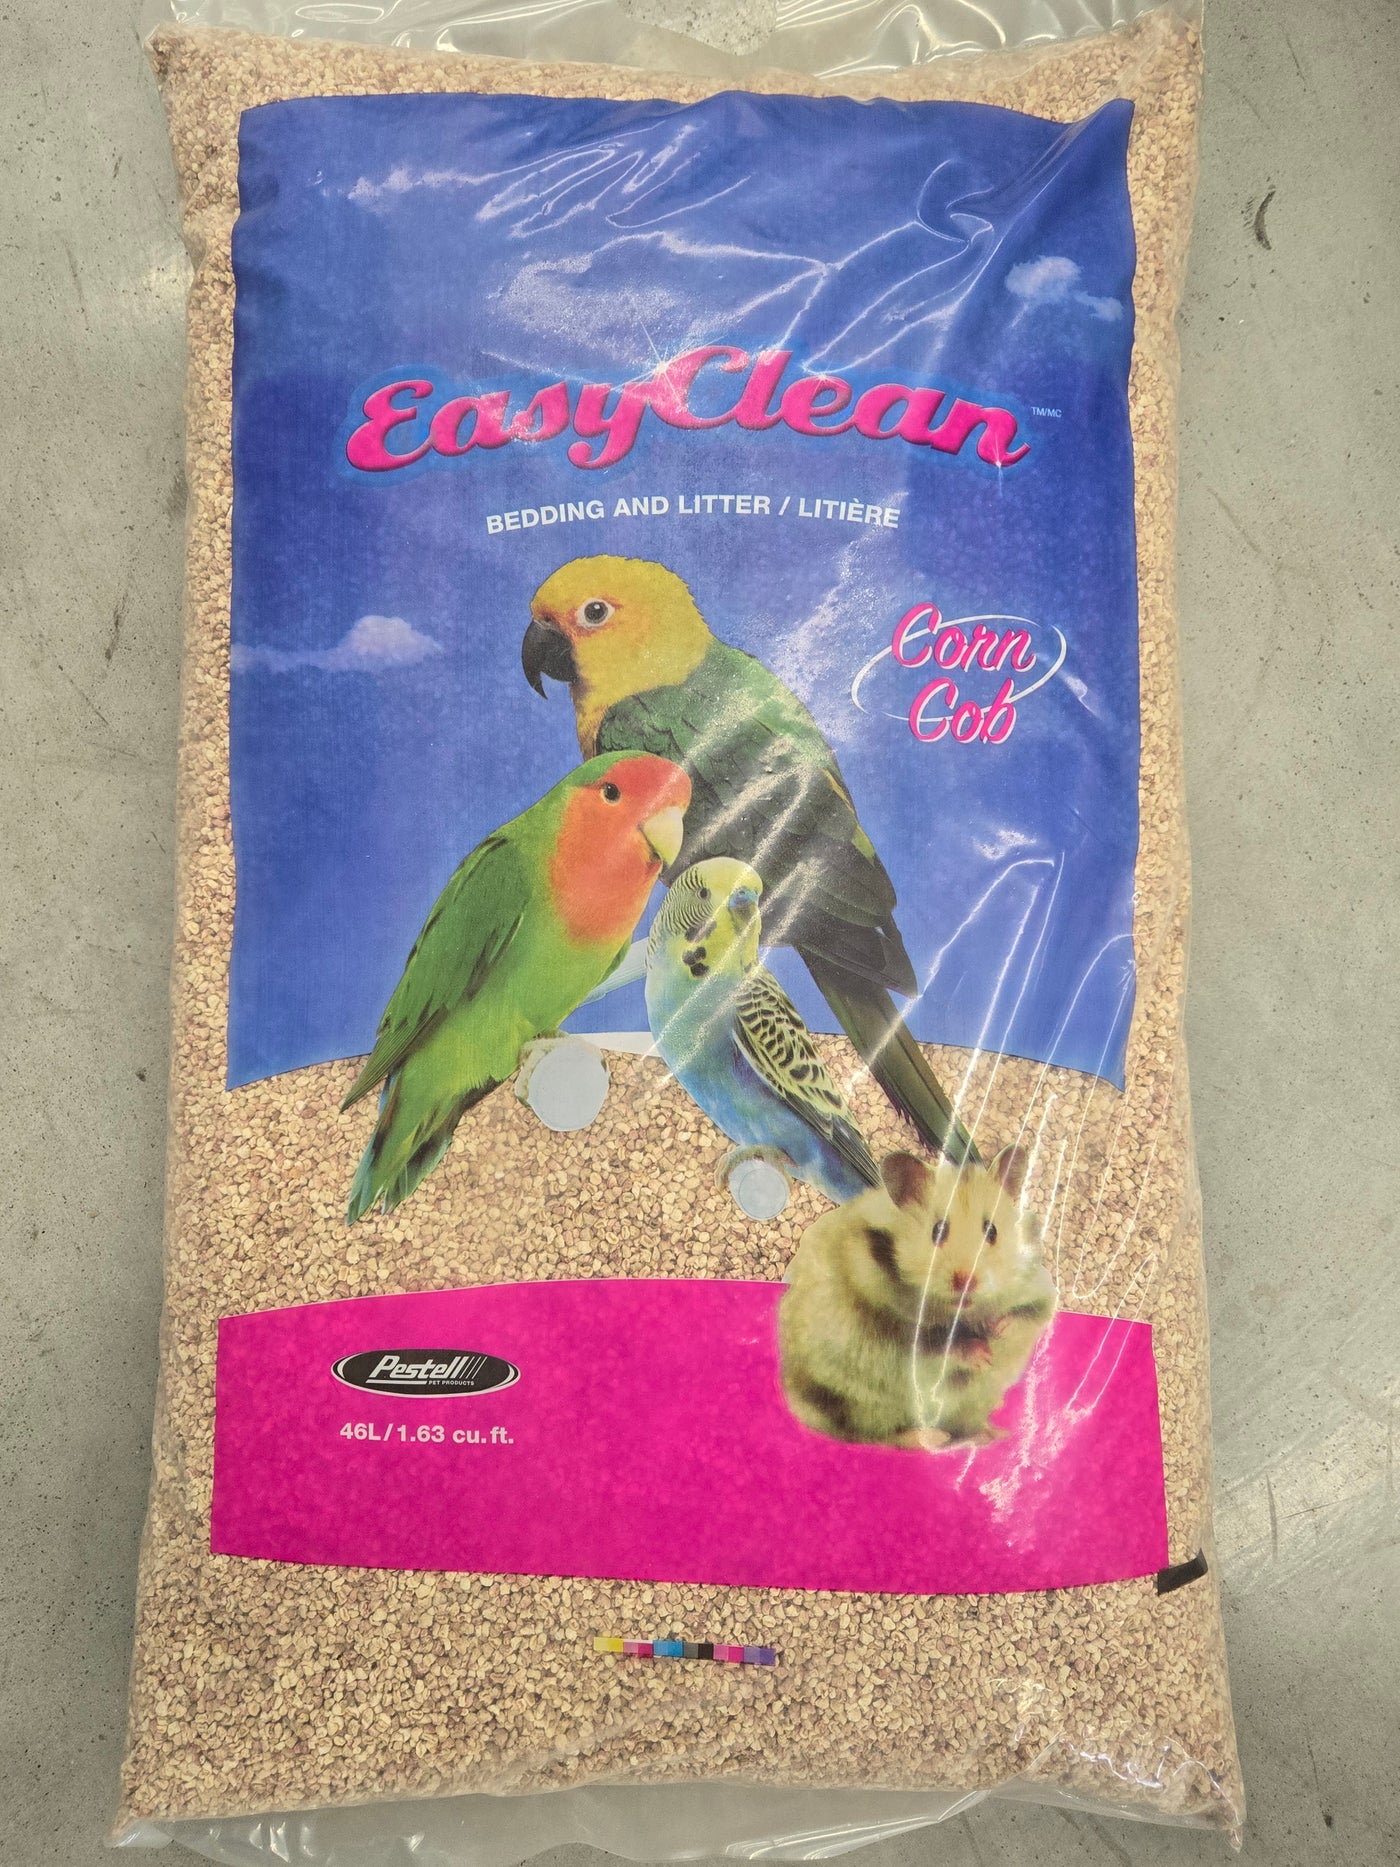 EasyClean TM/MC
BEDDING AND LITTER / LITIÈRE
Corn
Cob
Pestell
PET PRODUCTS
46L/1.63 cu.ft.